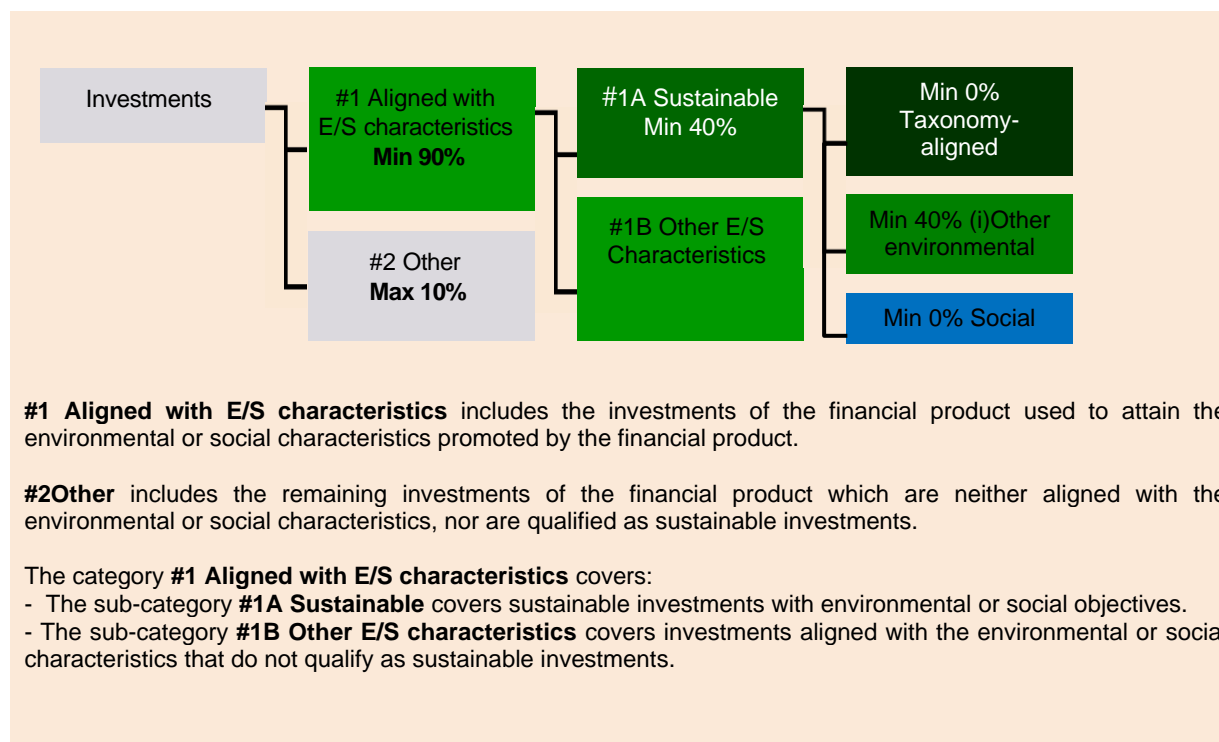 Investments
#1 Aligned with
E/S characteristics
Min 90%
#2 Other
Max 10%
#1A Sustainable
Min 40%
#1B Other E/S
Characteristics
Min 0%
Taxonomy-
aligned
Min 40% (i)Other
environmental
Min 0% Social
#1 Aligned with E/S characteristics includes the investments of the financial product used to attain the
environmental or social characteristics promoted by the financial product.
#2Other includes the remaining investments of the financial product which are neither aligned with the
environmental or social characteristics, nor are qualified as sustainable investments.
The category #1 Aligned with E/S characteristics covers:
- The sub-category #1A Sustainable covers sustainable investments with environmental or social objectives.
- The sub-category #1B Other E/S characteristics covers investments aligned with the environmental or social
characteristics that do not qualify as sustainable investments.